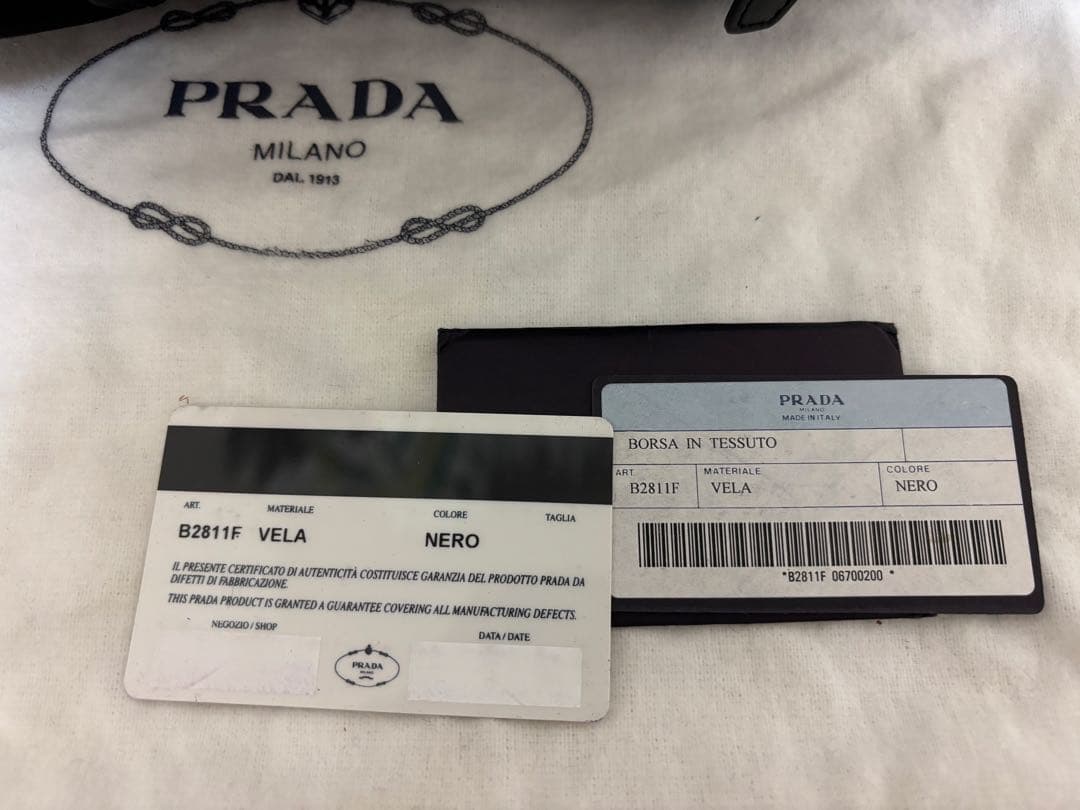 PRADA
MILANO
DAL 1913
PRADA
MILANO
MADE IN ITALY
BORSA IN TESSUTO
ART. MATERIALE COLORE
B2811F VELA NERO
*B2811F 06700200 *
ART. MATERIALE COLORE TAGLIA
B2811F VELA NERO
IL PRESENTE CERTIFICATO DI AUTENTICITÀ COSTITUISCE GARANZIA DEL PRODOTTO PRADA DA
DIFETTI DI FABBRICAZIONE.
THIS PRADA PRODUCT IS GRANTED A GUARANTEE COVERING ALL MANUFACTURING DEFECTS.
NEGOZIO / SHOP DATA / DATE
PRADA
MILANO